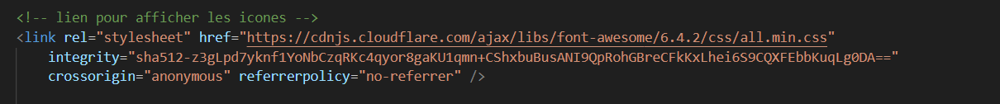 <!-- lien pour afficher les icones -->
<link rel="stylesheet" href="https://cdnjs.cloudflare.com/ajax/libs/font-awesome/6.4.2/css/all.min.css"
integrity="sha512-z3gLpd7yknf1YoNbCzqRKc4qyor8gaKU1qmn+CShxbuBusANI9QpRohGBreCFkKxLhei6S9CQXFEbbKuqLg0DA=="
crossorigin="anonymous" referrerpolicy="no-referrer" />